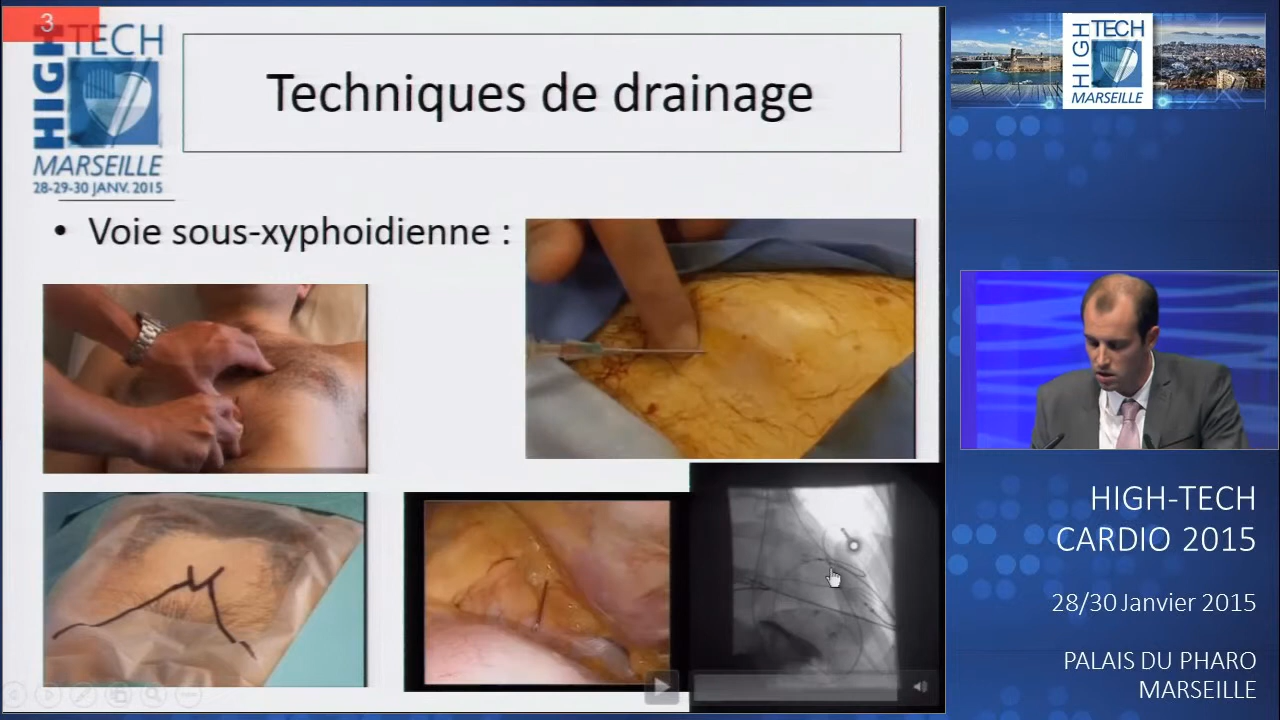 3
HIGH TECH
MARSEILLE
28-29-30 JANV. 2015
Techniques de drainage
• Voie sous-xyphoidienne :
HIGH TECH
MARSEILLE
HIGH-TECH
CARDIO 2015
28/30 Janvier 2015
PALAIS DU PHARO
MARSEILLE